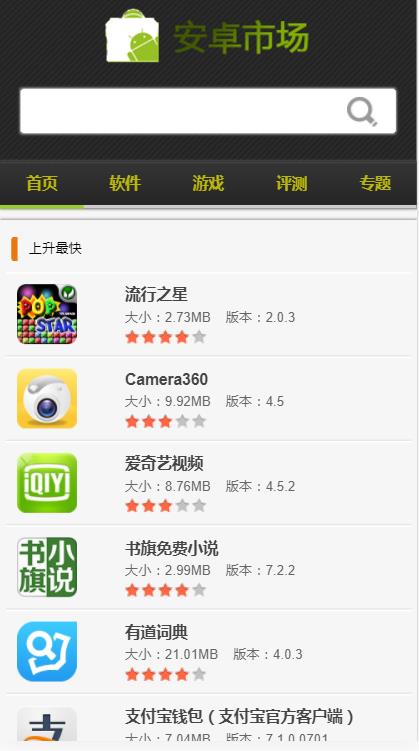 安卓市场
首页 软件 游戏 评测 专题
上升最快
POP STAR
流行之星
大小：2.73MB 版本：2.0.3
Camera360
大小：9.92MB 版本：4.5
iQIYI
爱奇艺视频
大小：8.76MB 版本：4.5.2
书旗小说
书旗免费小说
大小：2.99MB 版本：7.2.2
有道词典
大小：21.01MB 版本：4.0.3
支付宝钱包（支付宝官方客户端）
大小：7.04MB 版本：7.1.0.0701